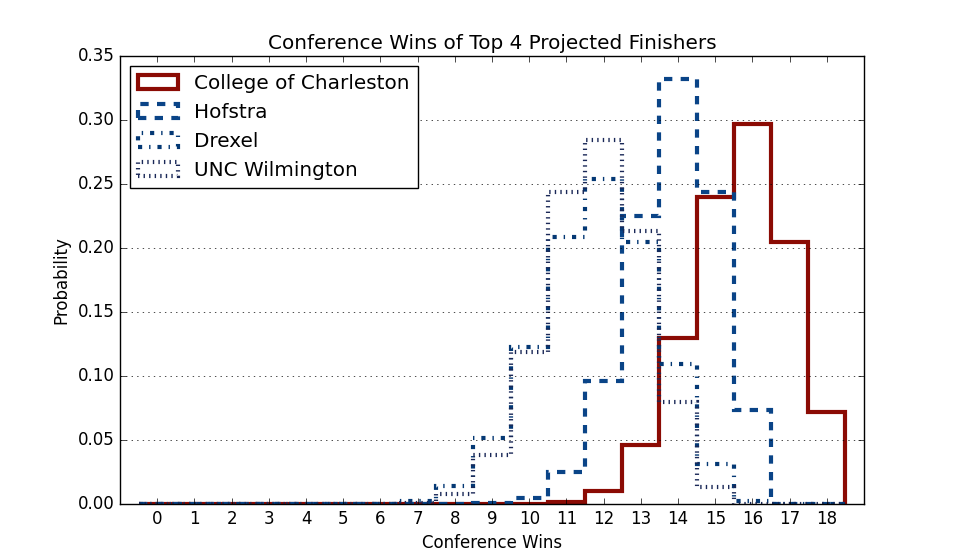 Conference Wins of Top 4 Projected Finishers
College of Charleston
Hofstra
Drexel
UNC Wilmington
Probability
0.35
0.30
0.25
0.20
0.15
0.10
0.05
0.00
0 1 2 3 4 5 6 7 8 9 10 11 12 13 14 15 16 17 18
Conference Wins